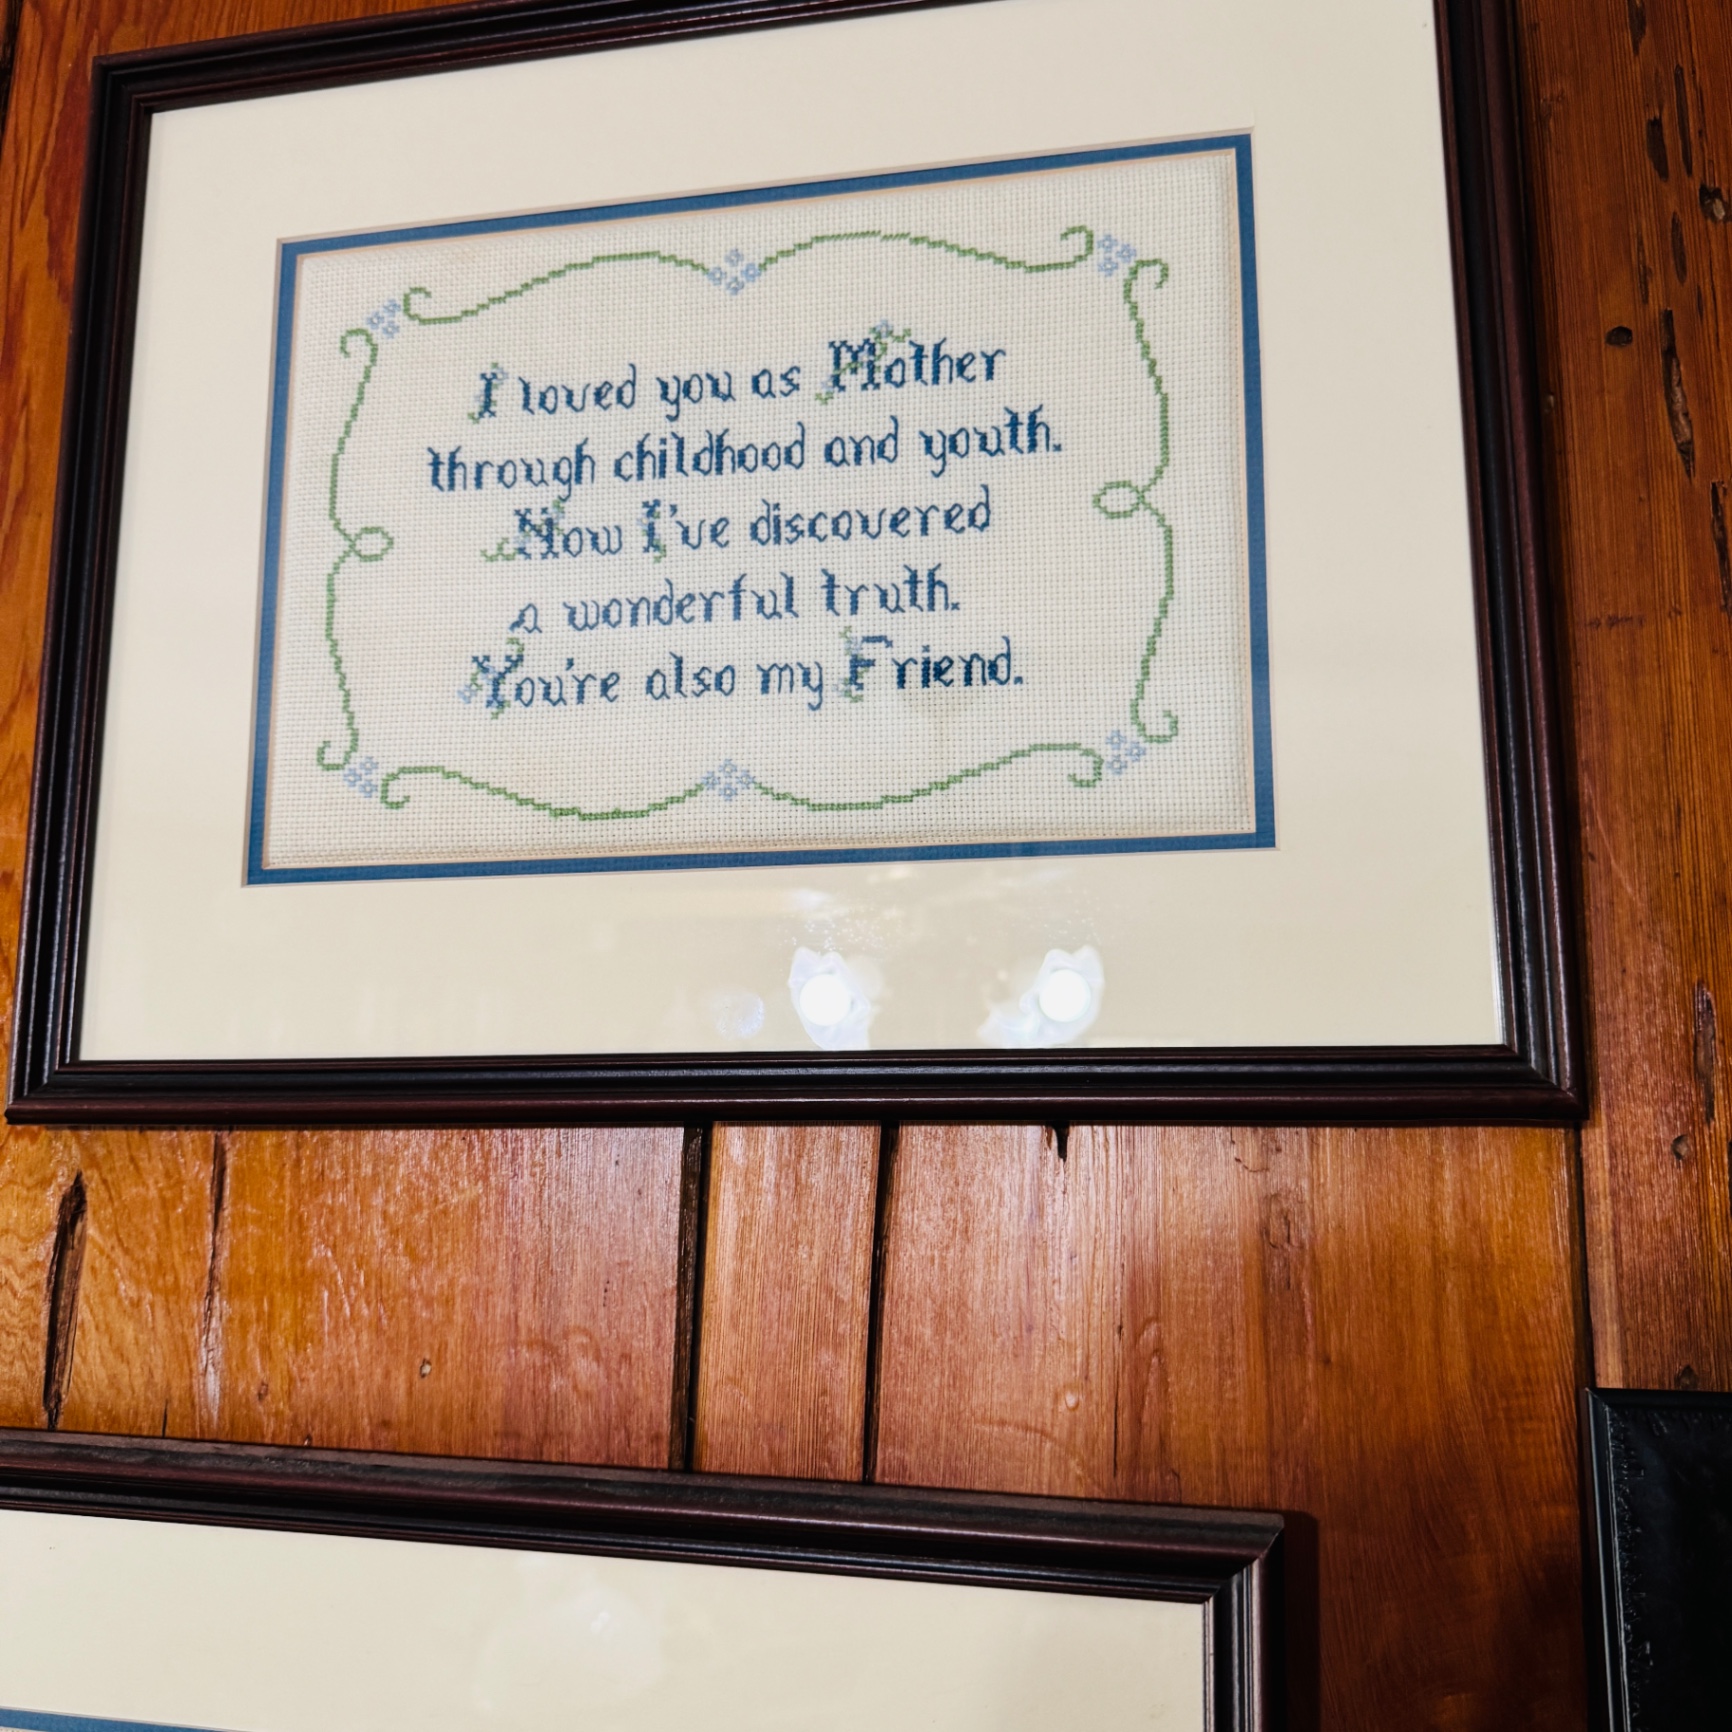 I loved you as Mother
through childhood and youth.
Now I've discovered
a wonderful truth.
You're also my Friend.